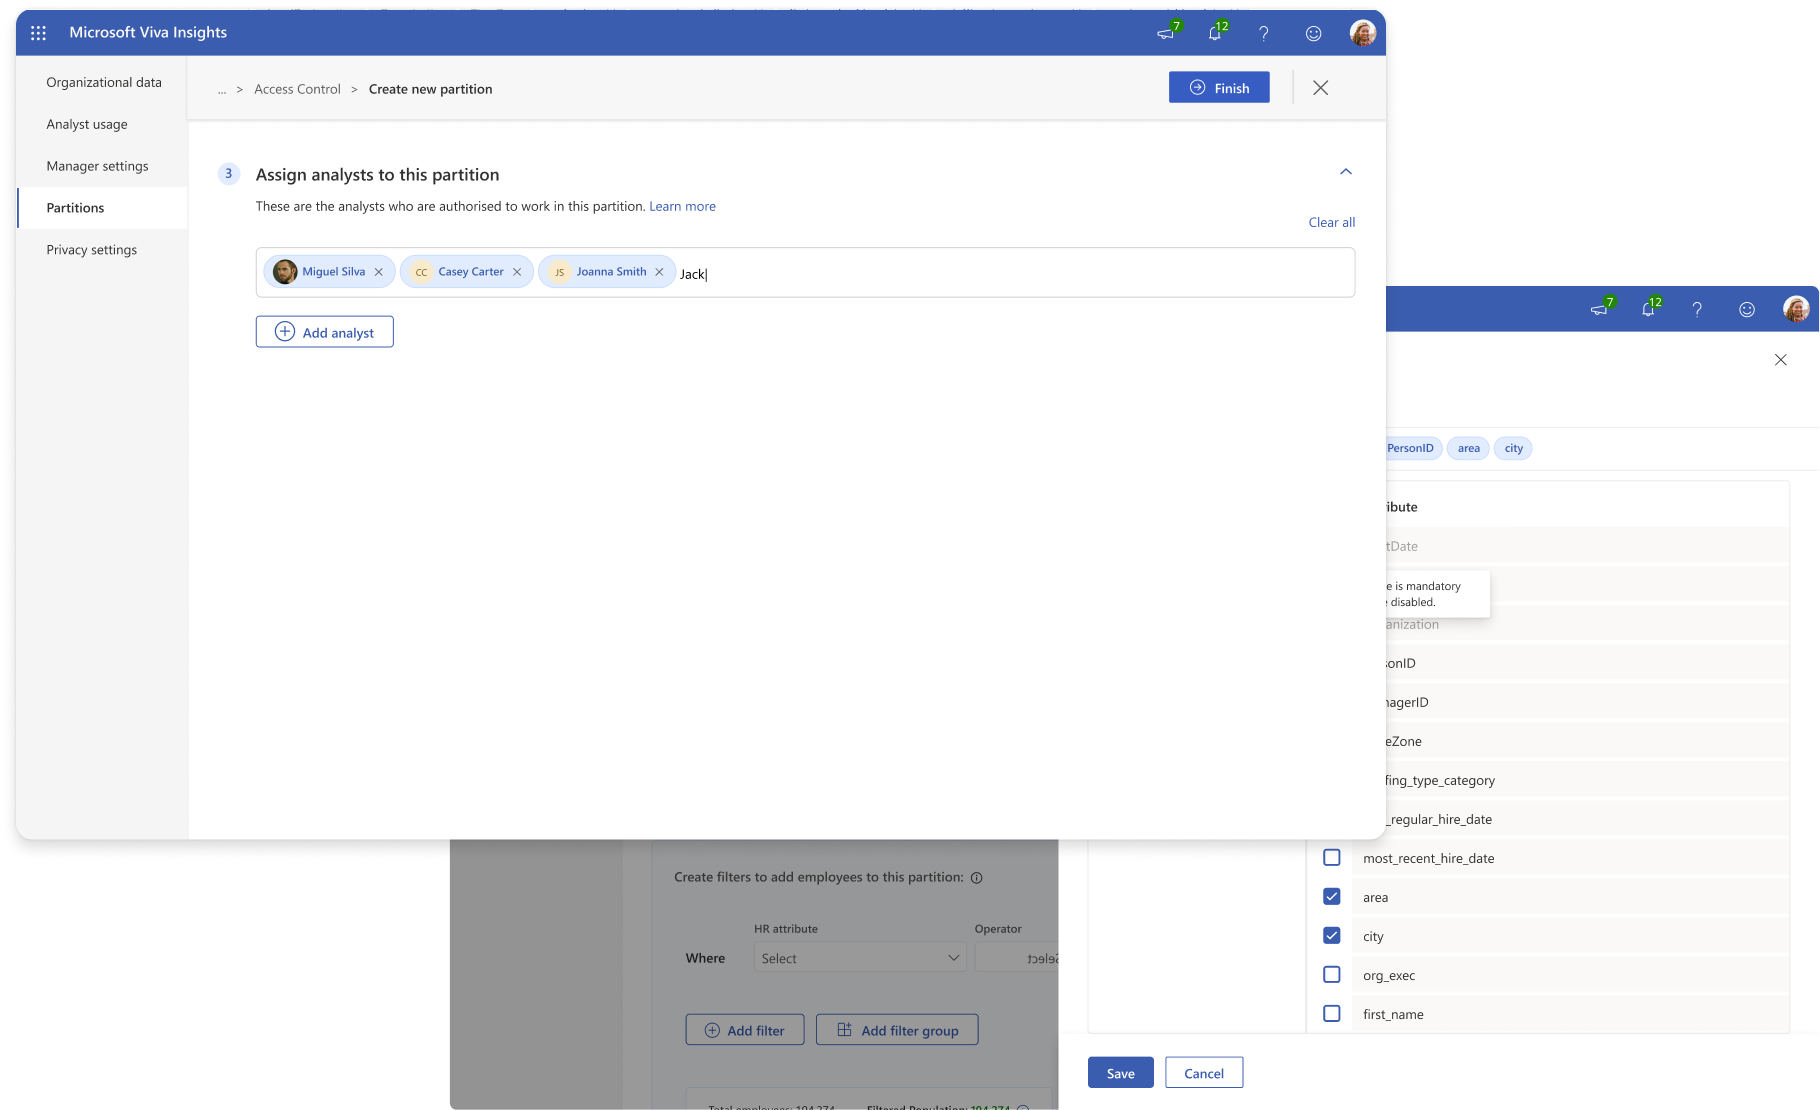 Microsoft Viva Insights
7
12
Organizational data
Analyst usage
Manager settings
Partitions
Privacy settings
... > Access Control > Create new partition
Finish
3
Assign analysts to this partition
These are the analysts who are authorised to work in this partition. Learn more
Clear all
Miguel Silva
CC Casey Carter
JS Joanna Smith
Jack
Add analyst
7
12
PersonID
area
city
ibute
tDate
e is mandatory
disabled.
anization
sonID
nagerID
eZone
fing_type_category
_regular_hire_date
most_recent_hire_date
area
city
org_exec
first_name
Save
Cancel
Create filters to add employees to this partition:
HR attribute
Operator
Where
Select
Select
Add filter
Add filter group
Total employees: 194,274
Filtered Population: 194,274